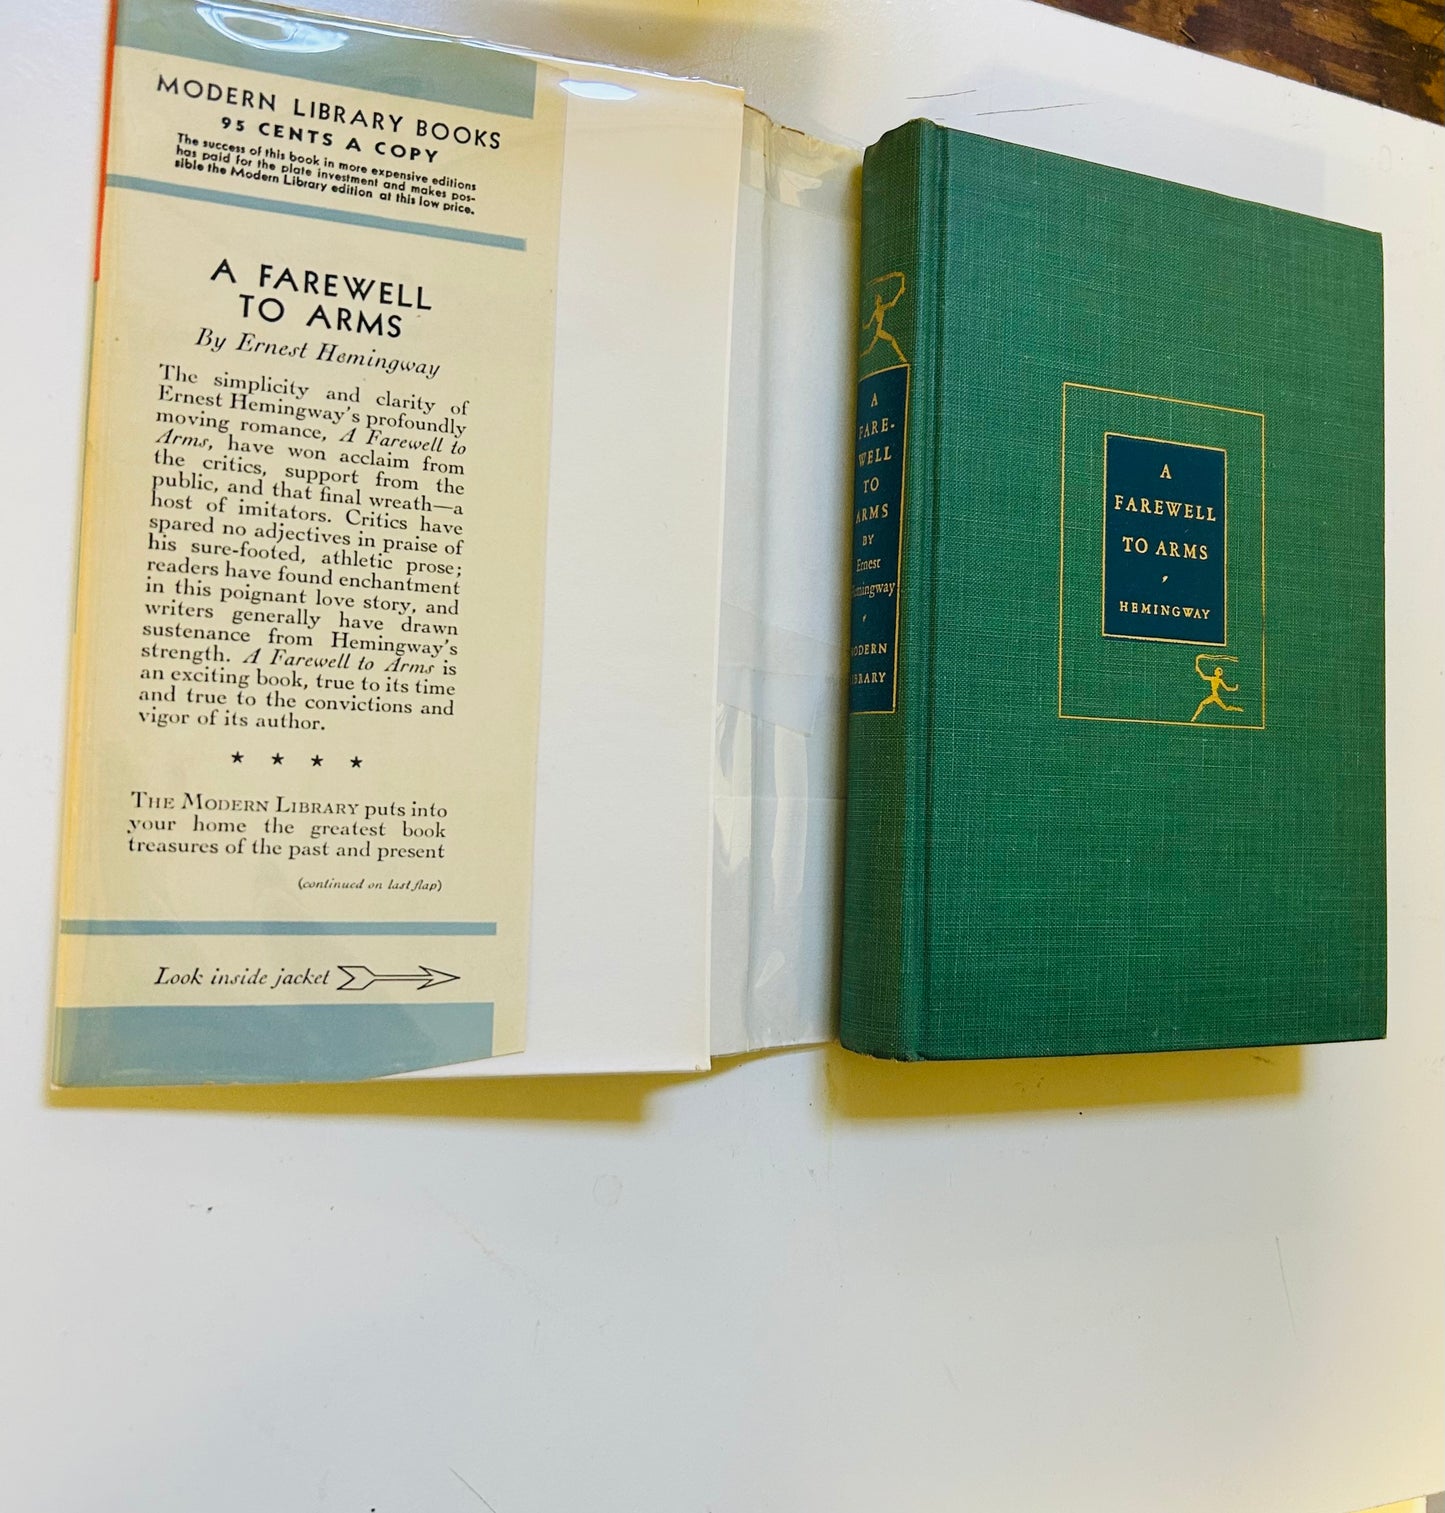 MODERN LIBRARY BOOKS
95 CENTS A COPY
The success of this book in more expensive editions
has paid for the plate investment and makes pos-
sible the Modern Library edition at this low price.
A FAREWELL
TO ARMS
By Ernest Hemingway
The simplicity and clarity of
Ernest Hemingway's profoundly
moving romance, A Farewell to
Arms, have won acclaim from
the critics, support from the
public, and that final wreath—a
host of imitators. Critics have
spared no adjectives in praise of
his sure-footed, athletic prose;
readers have found enchantment
in this poignant love story, and
writers generally have drawn
sustenance from Hemingway's
strength. A Farewell to Arms is
an exciting book, true to its time
and true to the convictions and
vigor of its author.
★ ★ ★ ★
THE MODERN LIBRARY puts into
your home the greatest book
treasures of the past and present
(continued on last flap)
Look inside jacket
A
FARE-
WELL
TO
ARMS
BY
Ernest
Hemingway
MODERN
LIBRARY
A
FAREWELL
TO ARMS
HEMINGWAY